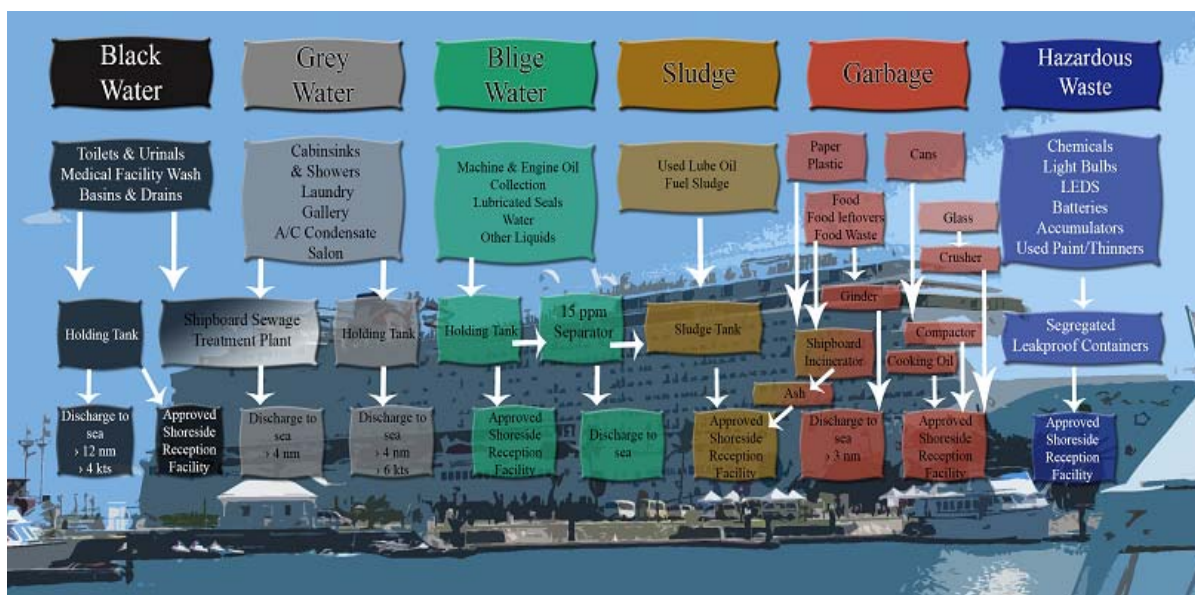 Black
Water
Grey
Water
Blige
Water
Sludge
Garbage
Hazardous
Waste
Toilets & Urinals
Medical Facility Wash
Basins & Drains
Cabinsinks
& Showers
Laundry
Gallery
A/C Condensate
Salon
Machine & Engine Oil
Collection
Lubricated Seals
Water
Other Liquids
Used Lube Oil
Fuel Sludge
Paper
Plastic
Cans
Food
Food leftovers
Food Waste
Glass
Crusher
Chemicals
Light Bulbs
LEDS
Batteries
Accumulators
Used Paint/Thinners
Holding Tank
Shipboard Sewage
Treatment Plant
Holding Tank
Holding Tank
15 ppm
Separator
Sludge Tank
Ginder
Shipboard
Incinerator
Compactor
Cooking Oil
Ash
Segregated
Leakproof Containers
Discharge to
sea
> 12 nm
> 4 kts
Approved
Shoreside
Reception
Facility
Discharge to
sea
> 4 nm
Discharge to
sea
> 4 nm
> 6 kts
Approved
Shoreside
Reception
Facility
Discharge to
sea
Approved
Shoreside
Reception
Facility
Discharge to
sea
> 3 nm
Approved
Shoreside
Reception
Facility
Approved
Shoreside
Reception
Facility